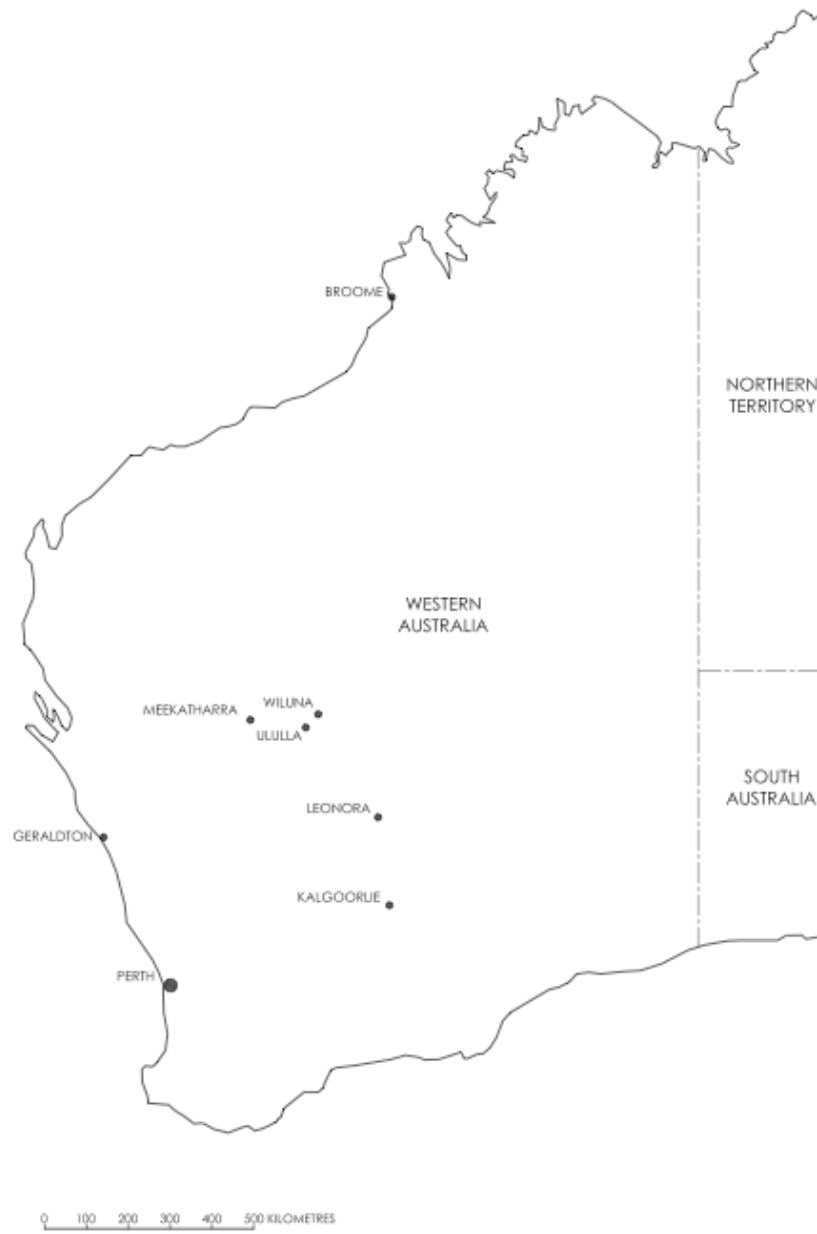 BROOME
NORTHERN
TERRITORY
WESTERN
AUSTRALIA
MEEKATHARRA
WILUNA
ULULLA
SOUTH
AUSTRALIA
LEONORA
GERALDTON
KALGOORLIE
PERTH
0 100 200 300 400 500 KILOMETRES